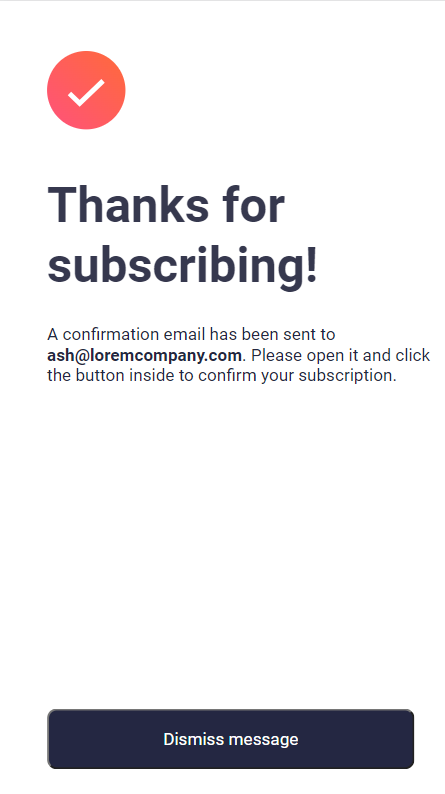 Thanks for
subscribing!
A confirmation email has been sent to
ash@loremcompany.com. Please open it and click
the button inside to confirm your subscription.
Dismiss message